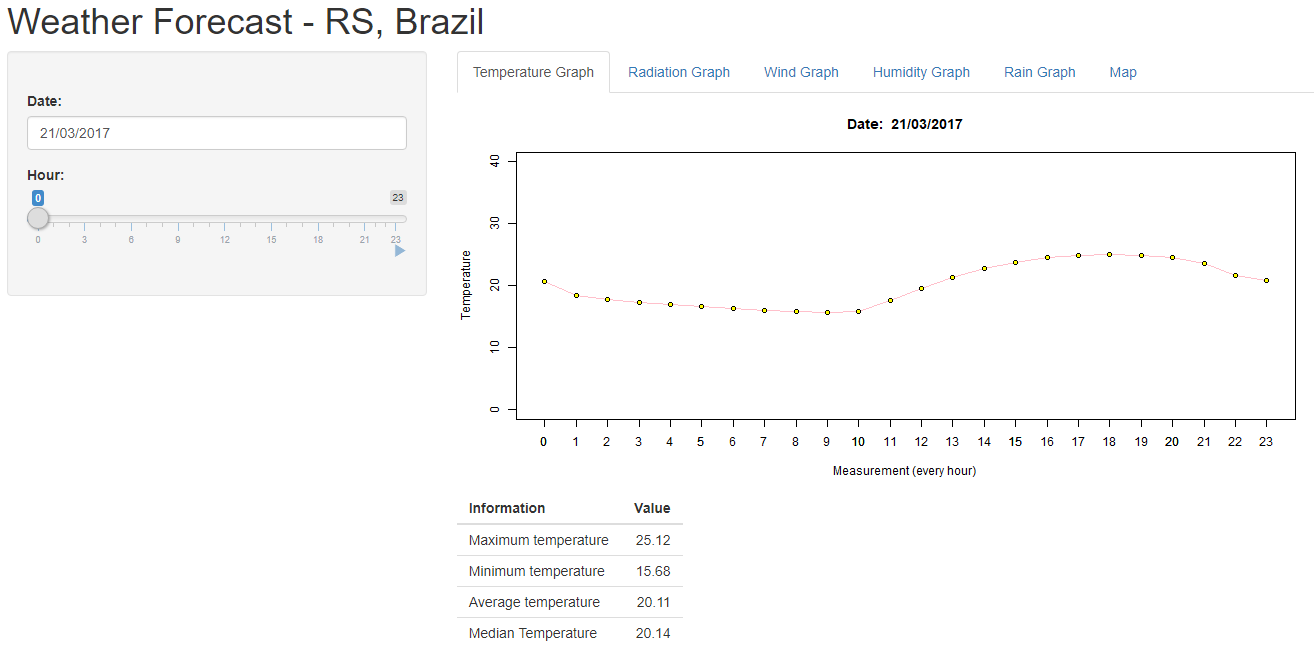 Weather Forecast - RS, Brazil
Date:
21/03/2017
Hour:
0 23
0 3 6 9 12 15 18 21 23
Temperature Graph Radiation Graph Wind Graph Humidity Graph Rain Graph Map
Date: 21/03/2017
40
30
20
10
0
Temperature
0 1 2 3 4 5 6 7 8 9 10 11 12 13 14 15 16 17 18 19 20 21 22 23
Measurement (every hour)
Information Value
Maximum temperature 25.12
Minimum temperature 15.68
Average temperature 20.11
Median Temperature 20.14